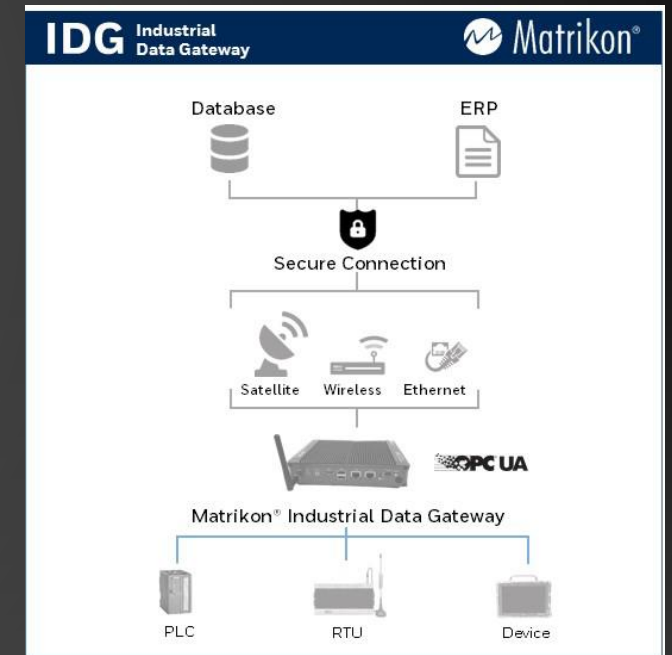 IDG Industrial
Data Gateway
Matrikon®
Database
ERP
Secure Connection
Satellite
Wireless
Ethernet
OPC UA
Matrikon® Industrial Data Gateway
PLC
RTU
Device